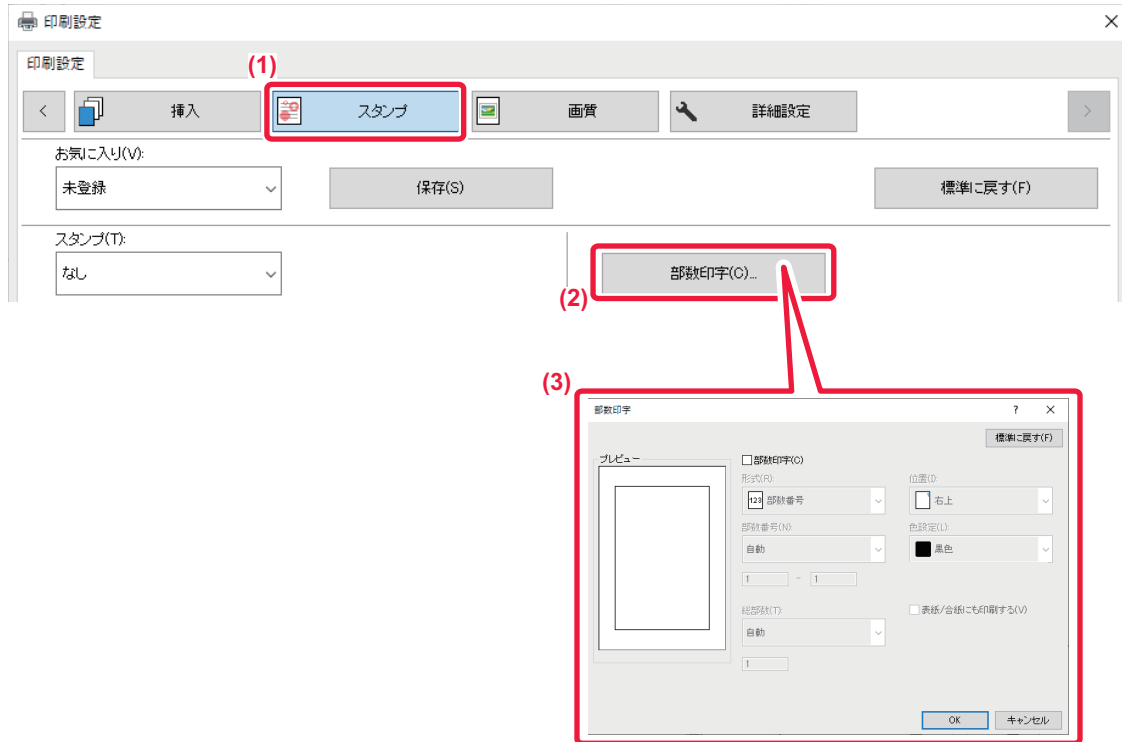 印刷設定
印刷設定
(1)
挿入
スタンプ
画質
詳細設定
お気に入り(V):
未登録
保存(S)
標準に戻す(F)
スタンプ(T):
なし
部数印字(C)...
(2)
(3)
部数印字
標準に戻す(F)
プレビュー
部数印字(C)
形式(R):
位置(I):
123 部数番号
右上
部数番号(N):
色設定(L):
自動
黒色
1 - 1
総部数(T):
表紙/合紙にも印刷する(V)
自動
1
OK
キャンセル